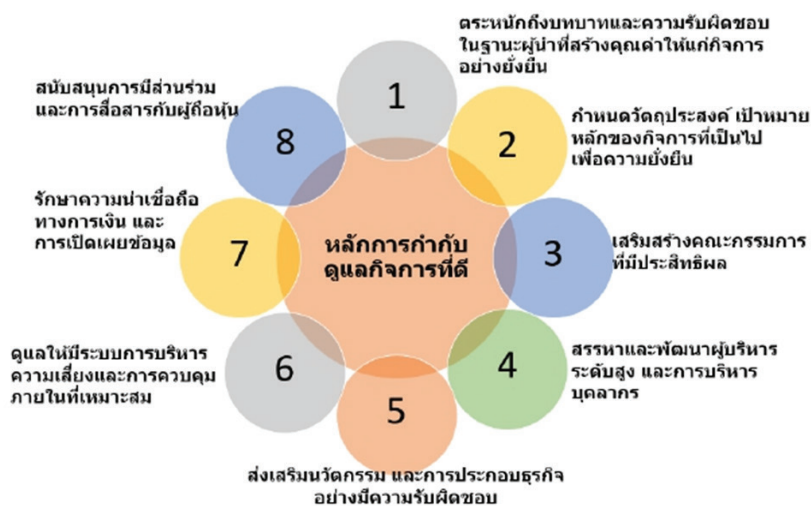 1
ตระหนักถึงบทบาทและความรับผิดชอบ
ในฐานะผู้นำที่สร้างคุณค่าให้แก่กิจการ
อย่างยั่งยืน
2
กำหนดวัตถุประสงค์ เป้าหมาย
หลักของกิจการที่เป็นไป
เพื่อความยั่งยืน
3
เสริมสร้างคณะกรรมการ
ที่มีประสิทธิผล
4
สรรหาและพัฒนาผู้บริหาร
ระดับสูง และการบริหาร
บุคลากร
5
ส่งเสริมนวัตกรรม และการประกอบธุรกิจ
อย่างมีความรับผิดชอบ
6
ดูแลให้มีระบบการบริหาร
ความเสี่ยงและการควบคุม
ภายในที่เหมาะสม
7
รักษาความน่าเชื่อถือ
ทางการเงิน และ
การเปิดเผยข้อมูล
8
สนับสนุนการมีส่วนร่วม
และการสื่อสารกับผู้ถือหุ้น
หลักการกำกับ
ดูแลกิจการที่ดี